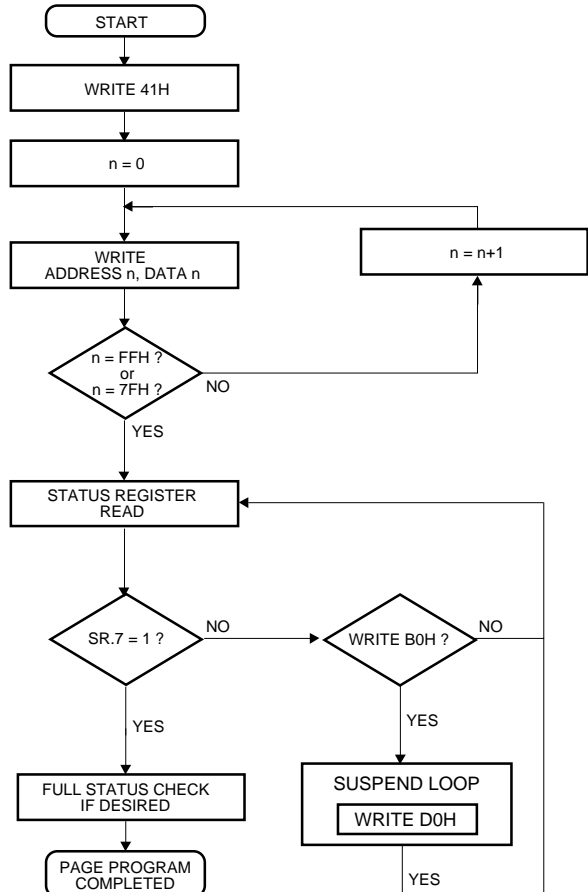 START
WRITE 41H
n = 0
WRITE
ADDRESS n, DATA n
n = n+1
n = FFH ?
or
n = 7FH ?
NO
YES
STATUS REGISTER
READ
SR.7 = 1 ?
NO
WRITE B0H ?
NO
YES
YES
FULL STATUS CHECK
IF DESIRED
SUSPEND LOOP
WRITE D0H
YES
PAGE PROGRAM
COMPLETED